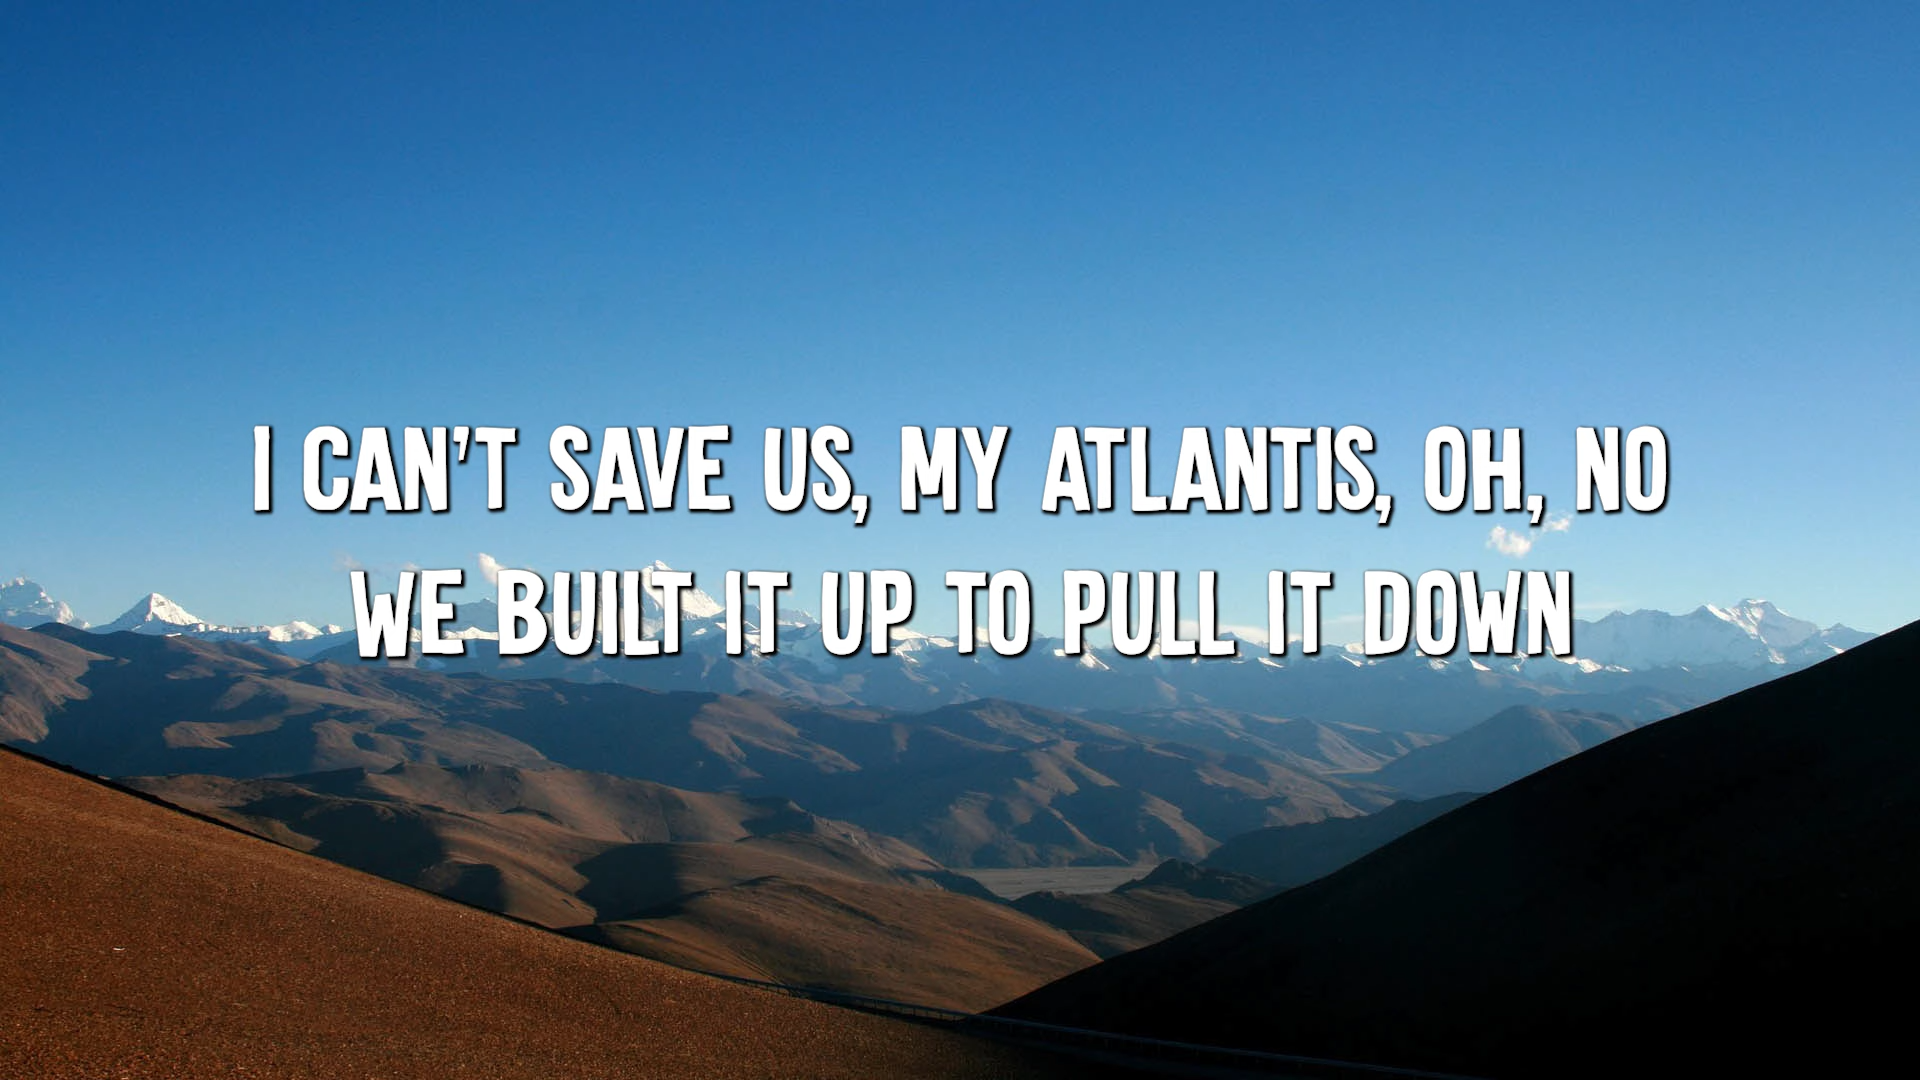 I CAN'T SAVE US, MY ATLANTIS, OH, NO
WE BUILT IT UP TO PULL IT DOWN